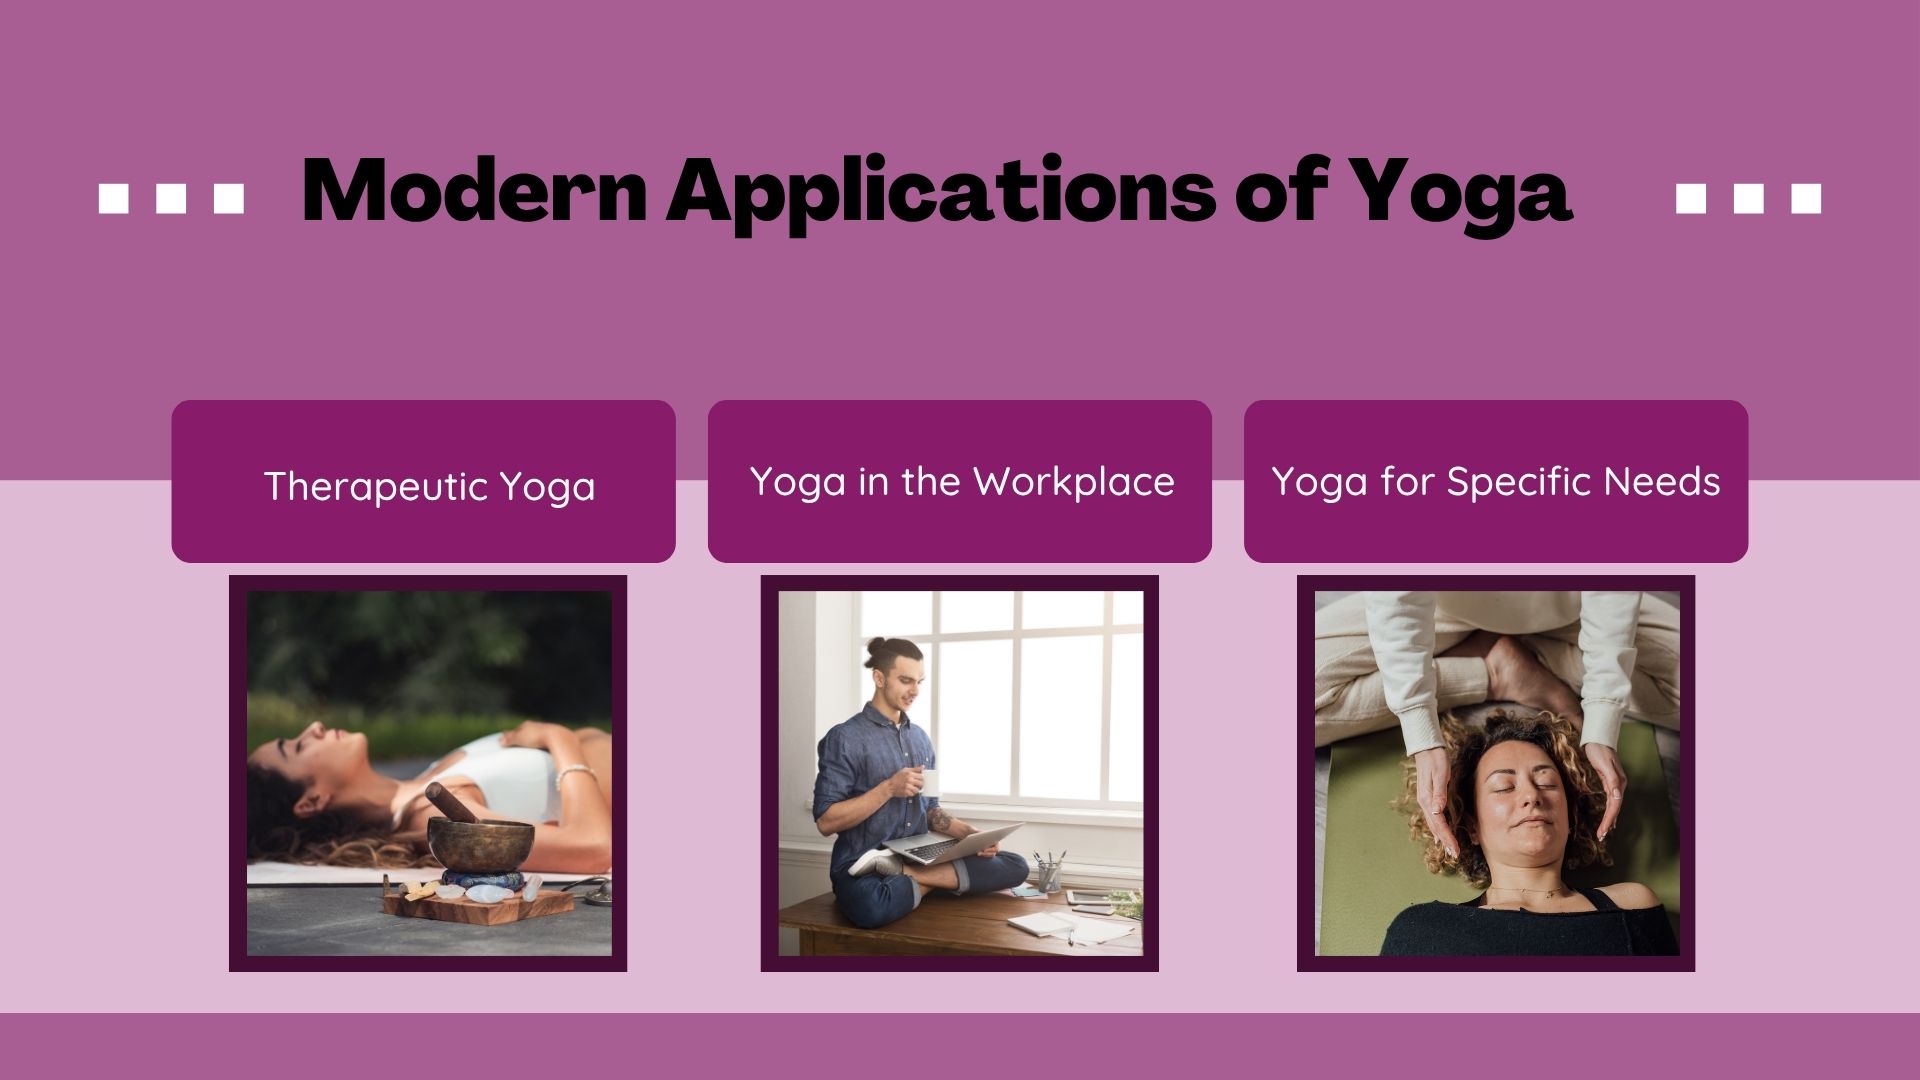 Modern Applications of Yoga
Therapeutic Yoga
Yoga in the Workplace
Yoga for Specific Needs